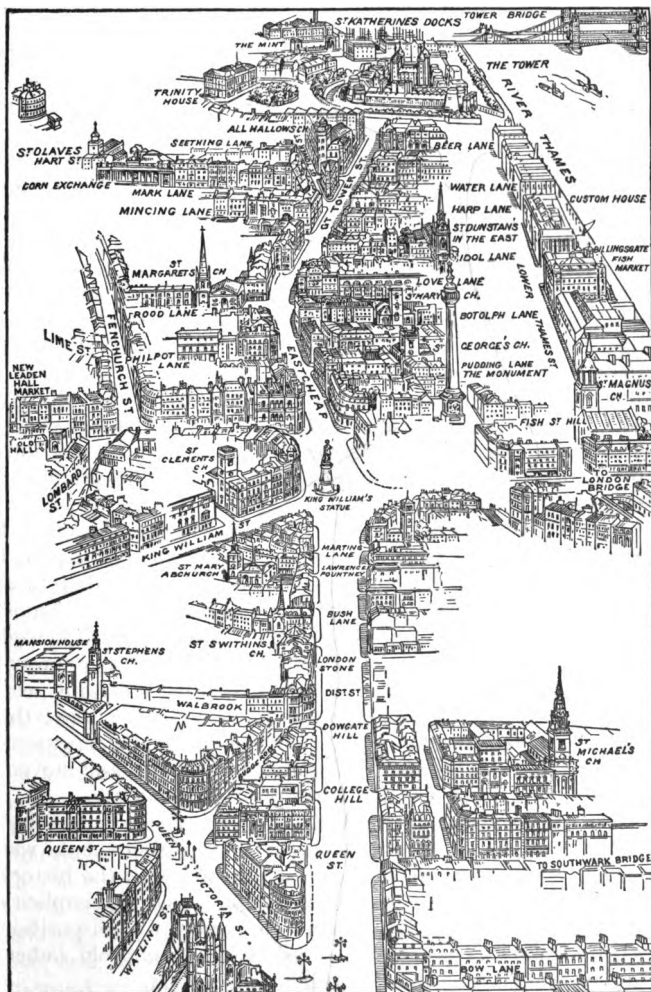 ST KATHERINES DOCKS
TOWER BRIDGE
THE MINT
THE TOWER
TRINITY
HOUSE
RIVER
THAMES
ALL HALLOWS CH
ST OLAVES
HART ST
SEETHING LANE
BEER LANE
CORN EXCHANGE
MARK LANE
WATER LANE
CUSTOM HOUSE
MINCING LANE
GT TOWER ST
HARP LANE
ST DUNSTANS
IN THE EAST
IDOL LANE
BILLINGSGATE
FISH
MARKET
ST
MARGARETS CH
LOVE LANE
LOWER
THAMES ST
ST MARY CH.
ROOD LANE
BOTOLPH LANE
LIME ST
FENCHURCH ST
GEORGE'S CH.
PHILPOT
LANE
EASTCHEAP
PUDDING LANE
THE MONUMENT
NEW
LEADEN
HALL
MARKET
ST MAGNUS
CH.
FISH ST HILL
OLD
HALL
ST
CLEMENTS
CH
LOMBARD
ST
KING WILLIAM'S
STATUE
TO
LONDON
BRIDGE
KING WILLIAM ST
MARTINS
LANE
ST MARY
ABCHURCH
LAWRENCE
POUNTNEY
BUSH
LANE
MANSION HOUSE
ST STEPHENS
CH.
ST SWITHINS
CH.
LONDON
STONE
WALBROOK
DIST. ST
DOWGATE
HILL
ST
MICHAEL'S
CH
COLLEGE
HILL
QUEEN ST
QUEEN VICTORIA ST
QUEEN
ST.
TO SOUTHWARK BRIDGE
WATLING ST
BOW LANE